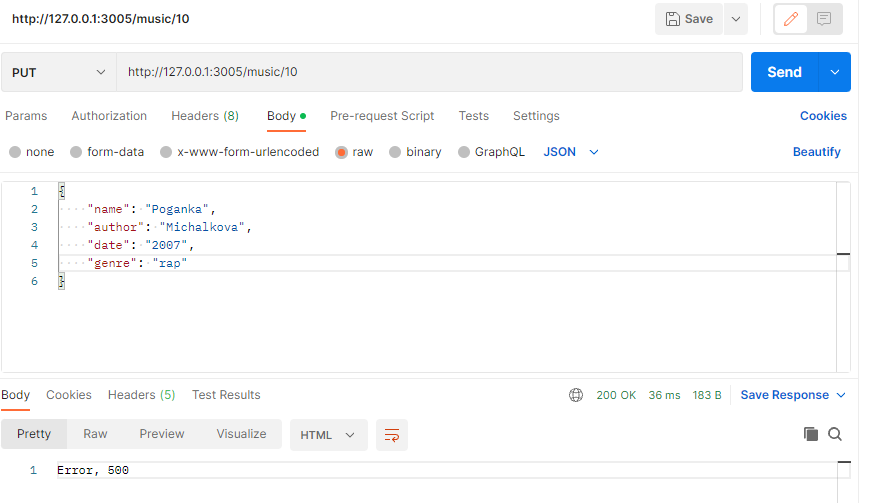 http://127.0.0.1:3005/music/10
Save
PUT
http://127.0.0.1:3005/music/10
Send
Params
Authorization
Headers (8)
Body
Pre-request Script
Tests
Settings
Cookies
none
form-data
x-www-form-urlencoded
raw
binary
GraphQL
JSON
Beautify
1 {
2 "name": "Poganka",
3 "author": "Michalkova",
4 "date": "2007",
5 "genre": "rap"
6 }
Body
Cookies
Headers (5)
Test Results
200 OK
36 ms
183 B
Save Response
Pretty
Raw
Preview
Visualize
HTML
1 Error, 500